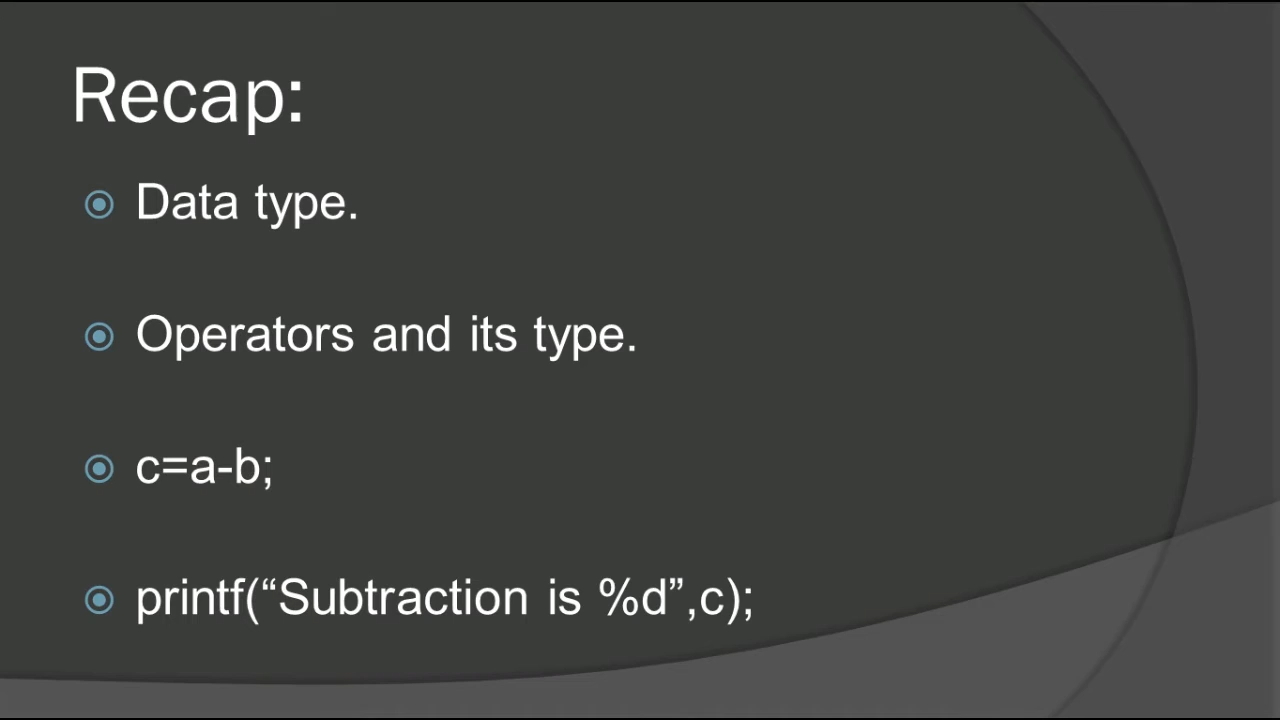 Recap:
Data type.
Operators and its type.
c=a-b;
printf(“Subtraction is %d”,c);